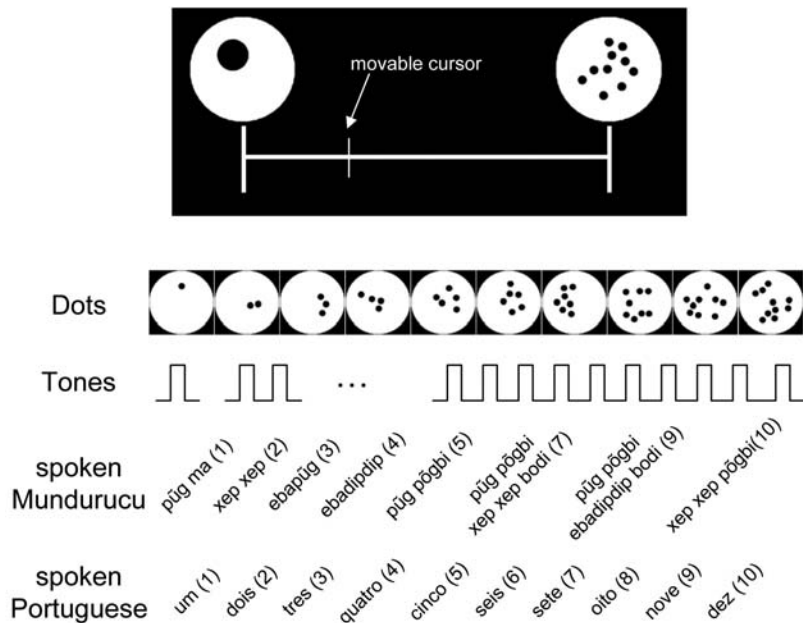 movable cursor
Dots
Tones
...
spoken
Mundurucu
pũg ma (1)
xep xep (2)
ebapũg (3)
ebadipdip (4)
pũg põgbi (5)
pũg põgbi
xep xep bodi (7)
pũg põgbi
ebadipdip bodi (9)
xep xep põgbi(10)
spoken
Portuguese
um (1)
dois (2)
tres (3)
quatro (4)
cinco (5)
seis (6)
sete (7)
oito (8)
nove (9)
dez (10)